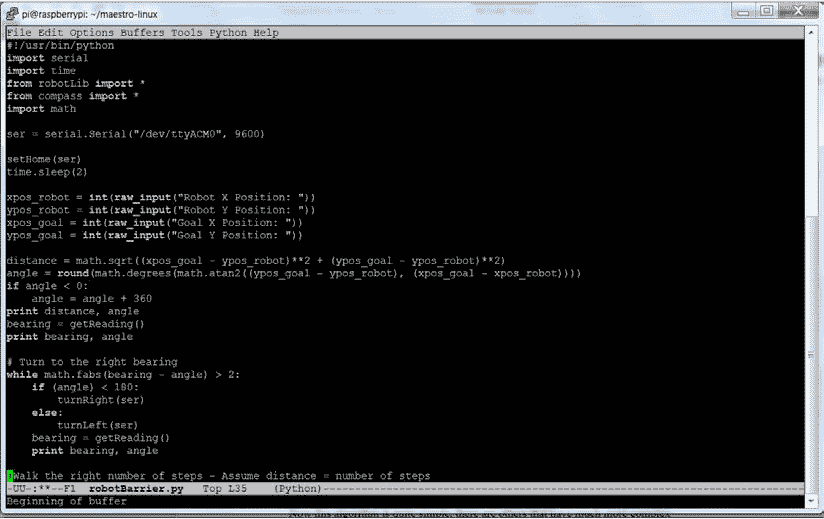 pi@raspberrypi: ~/maestro-linux
File Edit Options Buffers Tools Python Help
#!/usr/bin/python
import serial
import time
from robotLib import *
from compass import *
import math
ser = serial.Serial("/dev/ttyACM0", 9600)
setHome(ser)
time.sleep(2)
xpos_robot = int(raw_input("Robot X Position: "))
ypos_robot = int(raw_input("Robot Y Position: "))
xpos_goal = int(raw_input("Goal X Position: "))
ypos_goal = int(raw_input("Goal Y Position: "))
distance = math.sqrt((xpos_goal - ypos_robot)**2 + (ypos_goal - ypos_robot)**2)
angle = round(math.degrees(math.atan2((ypos_goal - ypos_robot), (xpos_goal - xpos_robot))))
if angle < 0:
    angle = angle + 360
print distance, angle
bearing = getReading()
print bearing, angle
# Turn to the right bearing
while math.fabs(bearing - angle) > 2:
    if (angle) < 180:
        turnRight(ser)
    else:
        turnLeft(ser)
    bearing = getReading()
    print bearing, angle
#Walk the right number of steps - Assume distance = number of steps
-UU-:**--F1  robotBarrier.py    Top L35    (Python)----
Beginning of buffer